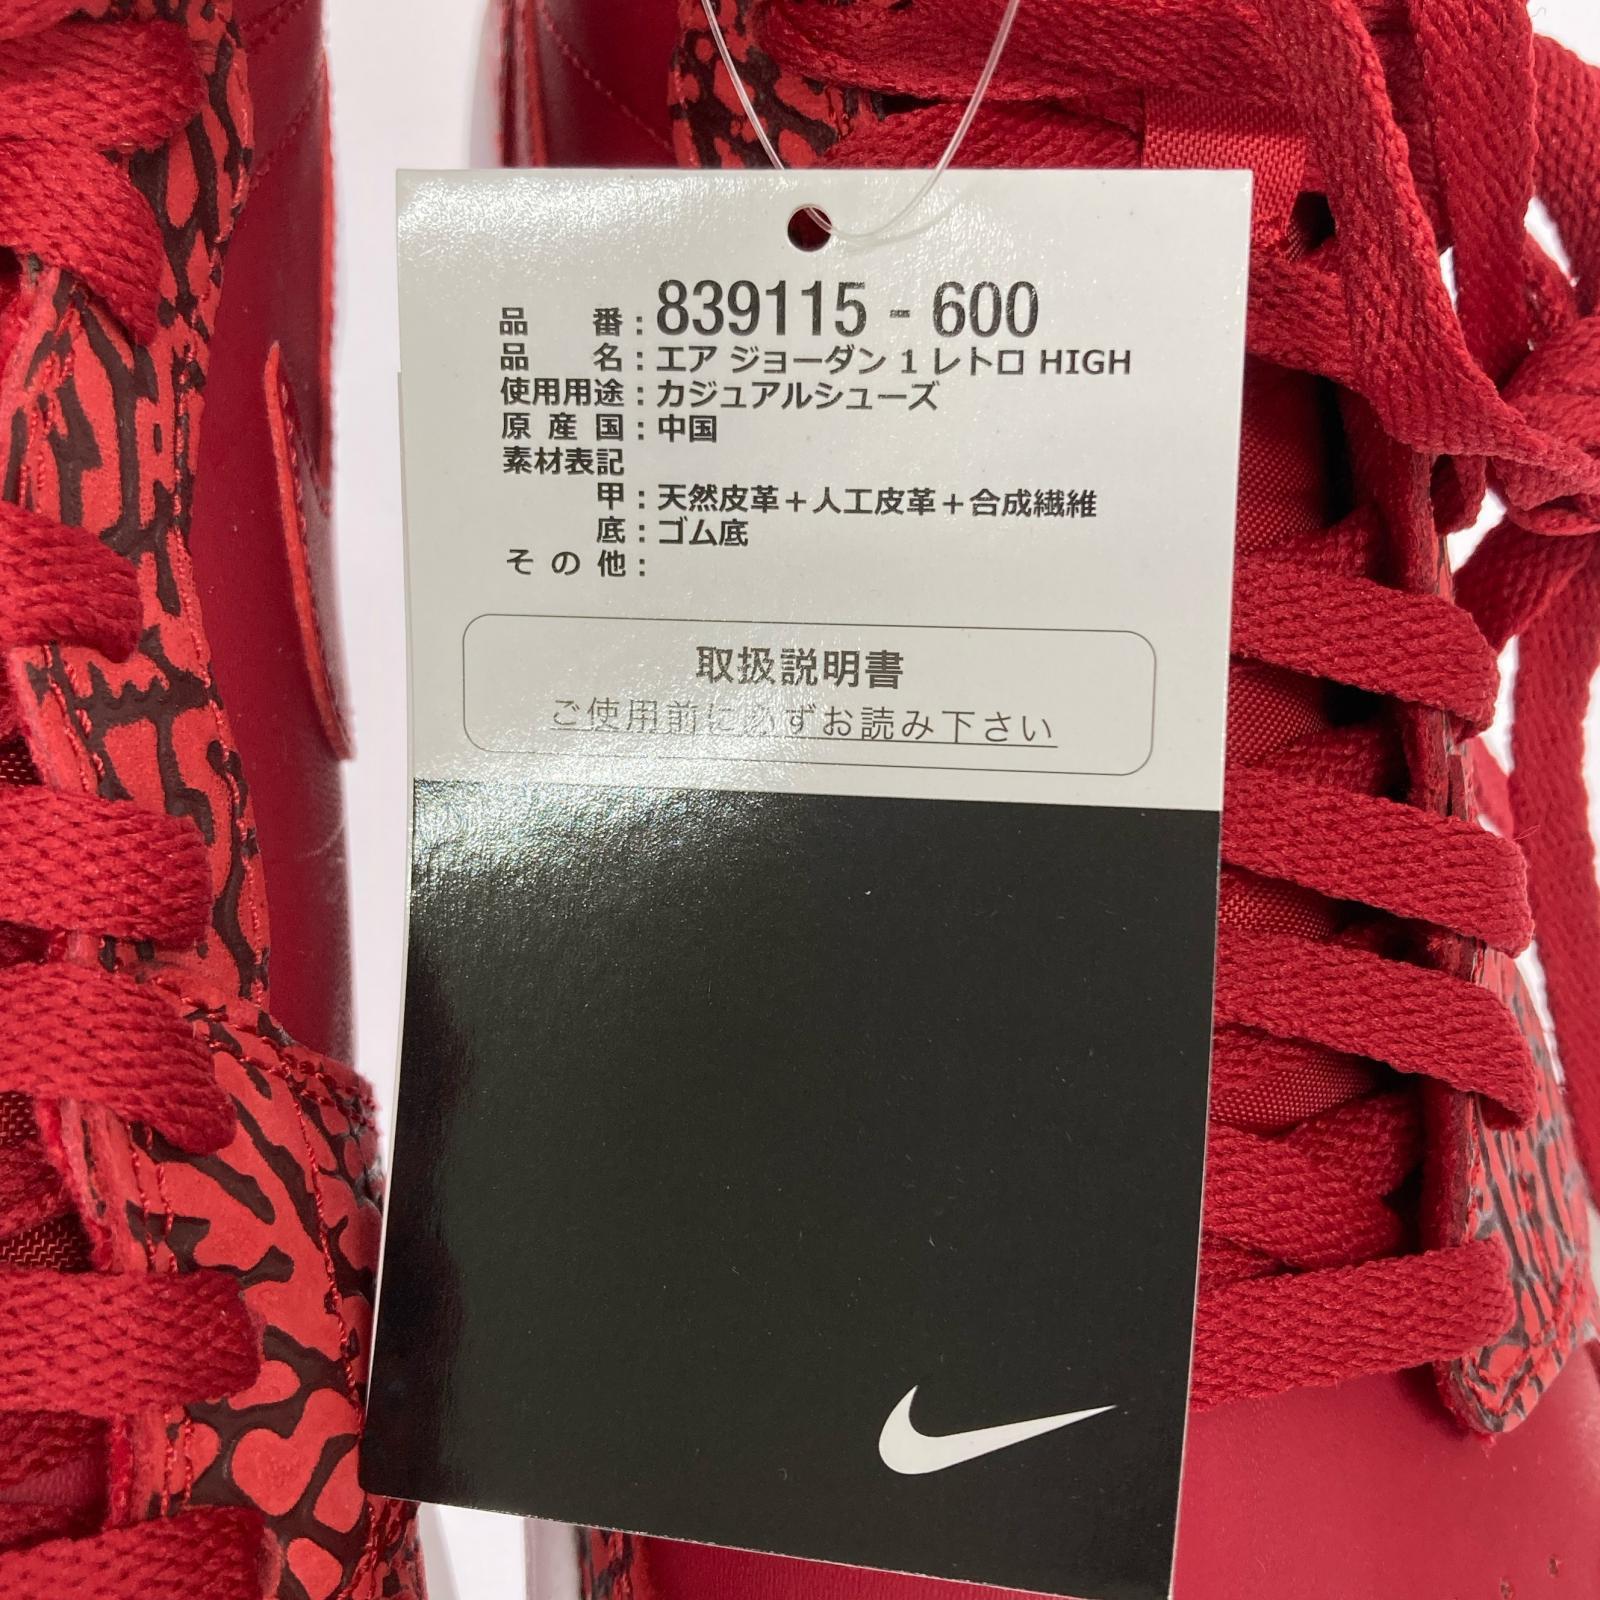 品番：839115 - 600
品名：エア ジョーダン 1 レトロ HIGH
使用用途：カジュアルシューズ
原産国：中国
素材表記
甲：天然皮革＋人工皮革＋合成繊維
底：ゴム底
その他：
取扱説明書
ご使用前に必ずお読み下さい